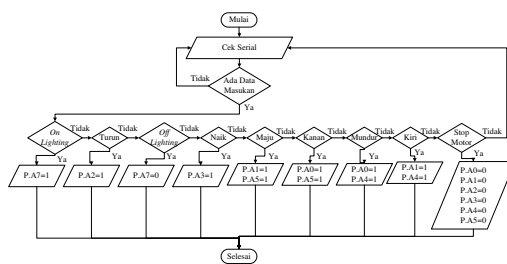 Mulai
Cek Serial
Tidak
Ada Data
Masukan
Ya
On
Lighting
Tidak
Turun
Tidak
Off
Lighting
Tidak
Naik
Tidak
Maju
Tidak
Kanan
Tidak
Mundur
Tidak
Kiri
Tidak
Stop
Motor
Tidak
Ya
Ya
Ya
Ya
Ya
Ya
Ya
Ya
Ya
P.A7=1
P.A2=1
P.A7=0
P.A3=1
P.A1=1
P.A5=1
P.A0=1
P.A5=1
P.A0=1
P.A4=1
P.A1=1
P.A4=1
P.A0=0
P.A1=0
P.A2=0
P.A3=0
P.A4=0
P.A5=0
Selesai